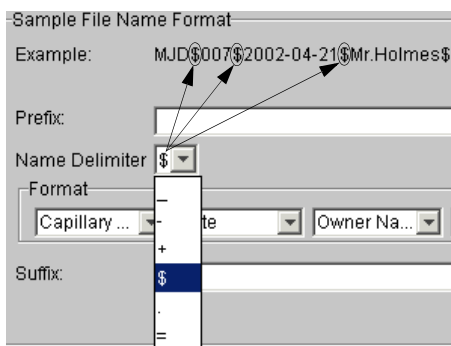 Sample File Name Format
Example: MJD$007$2002-04-21$Mr.Holmes$
Prefix:
Name Delimiter $
_
Format
Capillary ... - te Owner Na...
+
Suffix: $
.
=